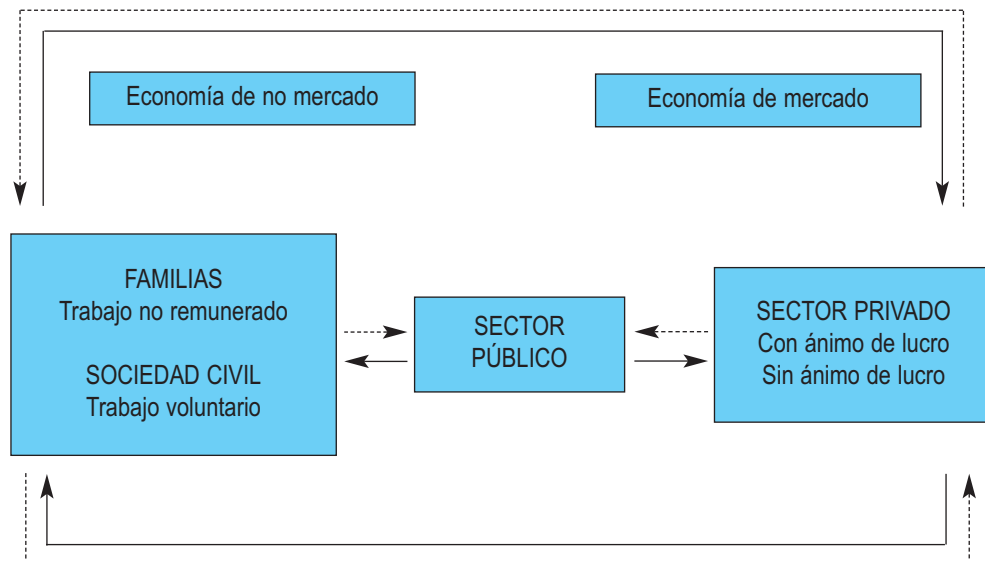 Economía de no mercado
Economía de mercado
FAMILIAS
Trabajo no remunerado
SOCIEDAD CIVIL
Trabajo voluntario
SECTOR
PÚBLICO
SECTOR PRIVADO
Con ánimo de lucro
Sin ánimo de lucro